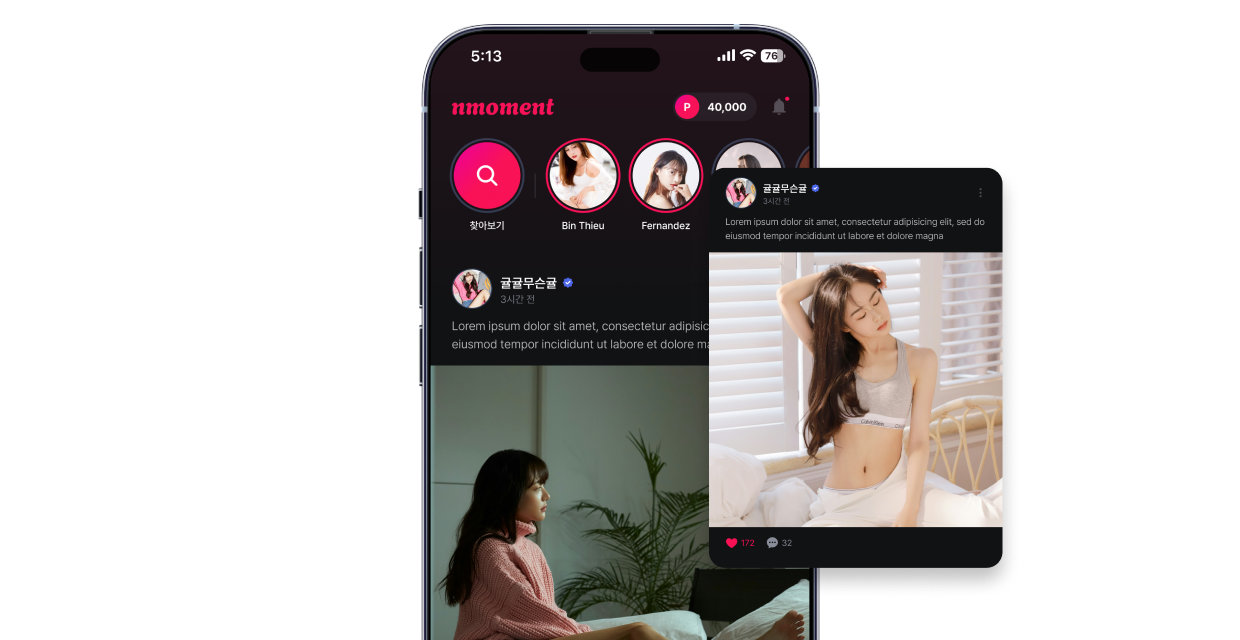 5:13
76
nmoment
P 40,000
찾아보기
Bin Thieu
Fernandez
귤귤무슨귤
3시간 전
Lorem ipsum dolor sit amet, consectetur adipisic
eiusmod tempor incididunt ut labore et dolore ma
귤귤무슨귤
3시간 전
Lorem ipsum dolor sit amet, consectetur adipisicing elit, sed do
eiusmod tempor incididunt ut labore et dolore magna
Calvin Klein
172 32